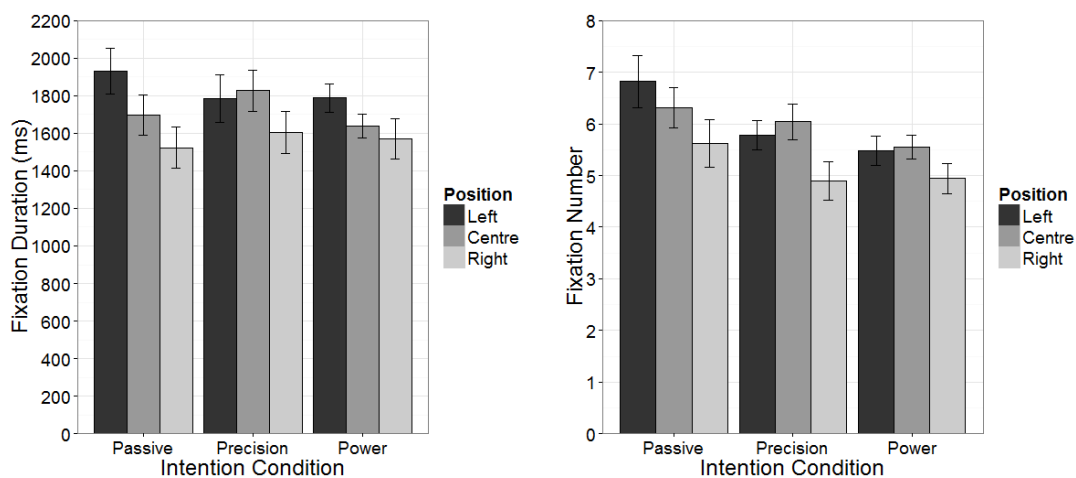 2200
2000
1800
1600
1400
1200
1000
800
600
400
200
0
Fixation Duration (ms)
Passive Precision Power
Intention Condition
Position
Left
Centre
Right
8
7
6
5
4
3
2
1
0
Fixation Number
Passive Precision Power
Intention Condition
Position
Left
Centre
Right